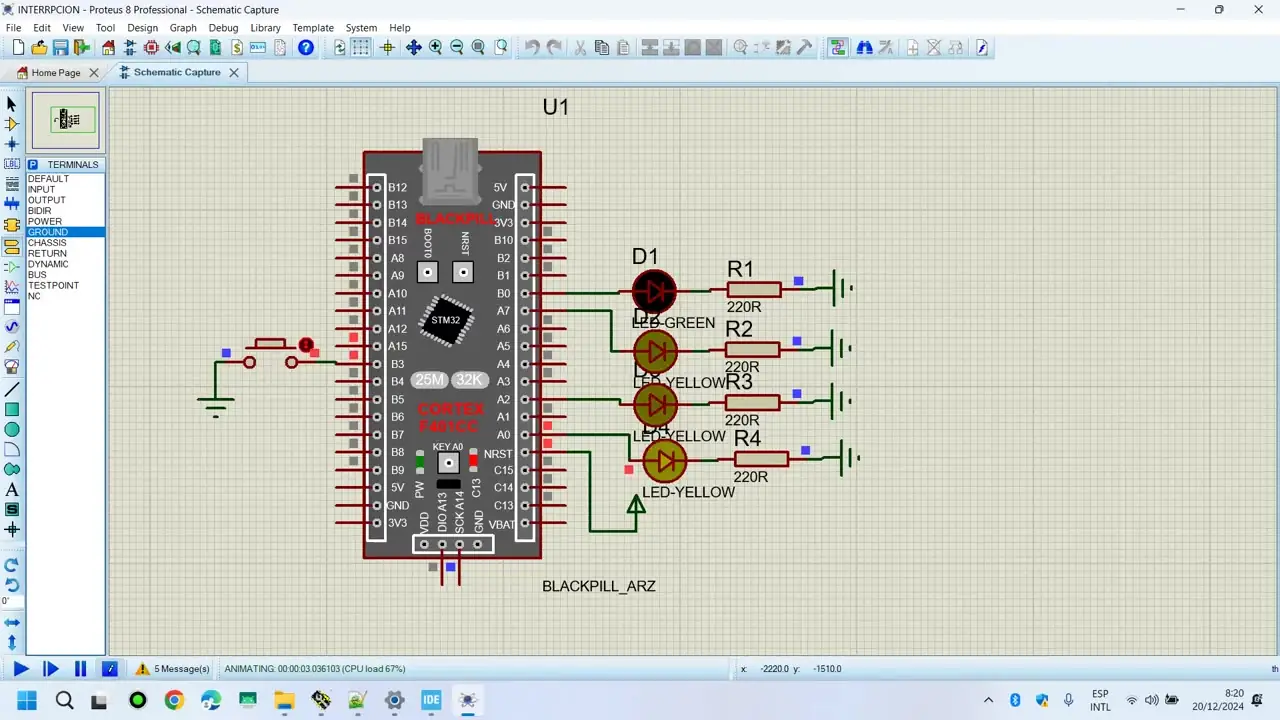 INTERRPCION - Proteus 8 Professional - Schematic Capture
File Edit View Tool Design Graph Debug Library Template System Help
Home Page
Schematic Capture
TERMINALS
DEFAULT
INPUT
OUTPUT
BIDIR
POWER
GROUND
CHASSIS
RETURN
DYNAMIC
BUS
TESTPOINT
NC
LBL
U1
BLACKPILL
BOOT0
NRST
STM32
25M
32K
CORTEX
F401CC
KEY A0
PW
C13
VDD
DIO A13
SCK A14
GND
B12
B13
B14
B15
A8
A9
A10
A11
A12
A15
B3
B4
B5
B6
B7
B8
B9
5V
GND
3V3
5V
GND
3V3
B10
B2
B1
B0
A7
A6
A5
A4
A3
A2
A1
A0
NRST
C15
C14
C13
VBAT
BLACKPILL_ARZ
D1
LED-GREEN
R1
220R
D2
LED-YELLOW
R2
220R
LED-YELLOW
R3
220R
D4
LED-YELLOW
R4
220R
0°
5 Message(s)
ANIMATING: 00:00:03.036103 (CPU load 67%)
x: -2220.0 y: -1510.0
th
IDE
ESP
INTL
8:20
20/12/2024